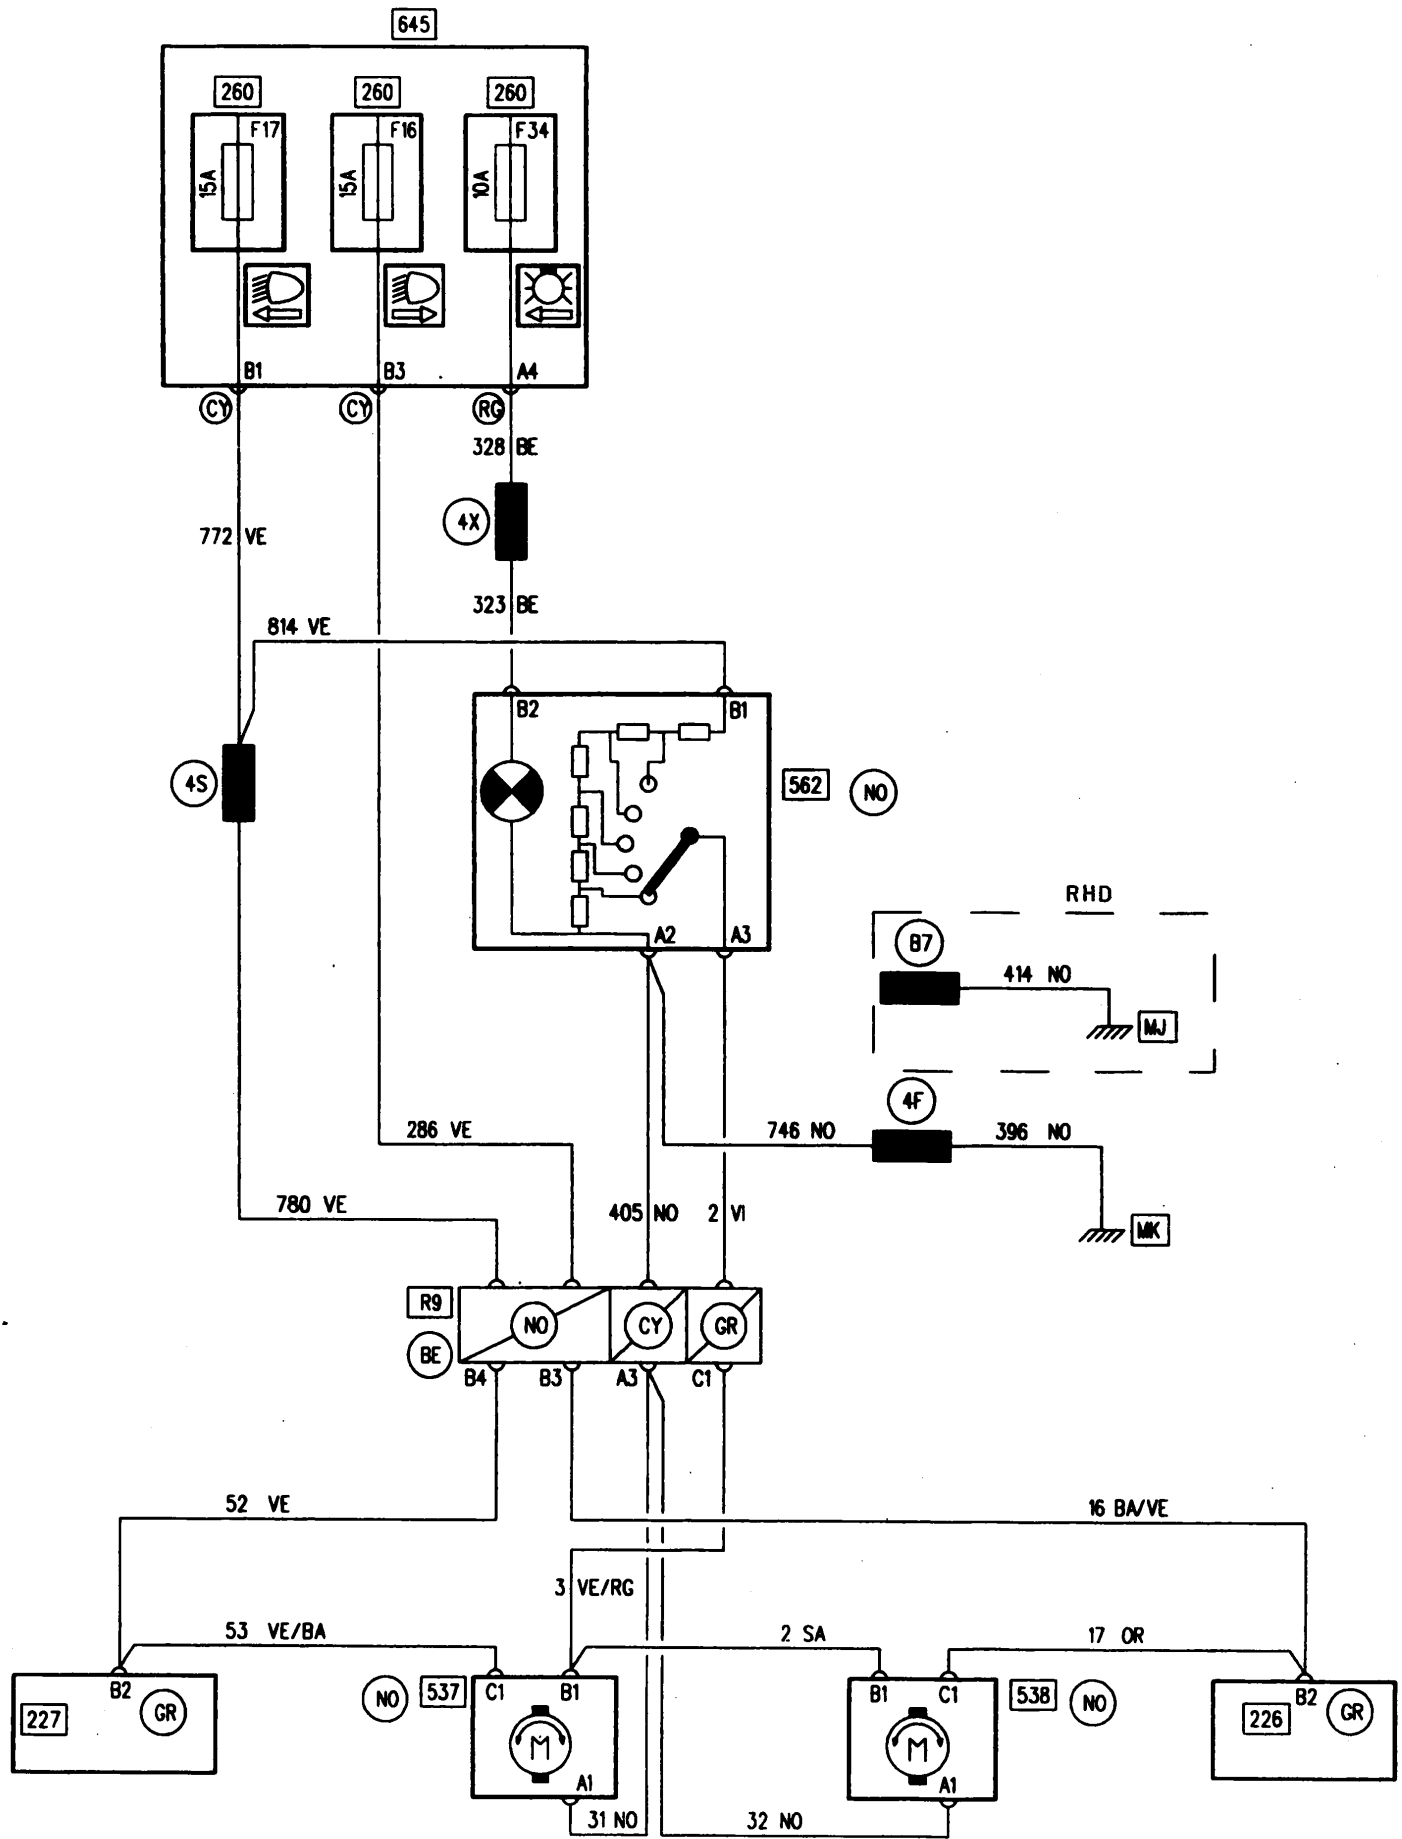 645
260 260 260
F17 F16 F34
15A 15A 10A
B1 B3 A4
CY CY RG
328 BE
4X
772 VE
323 BE
814 VE
B2 B1
4S
562 NO
A2 A3
RHD
B7
414 NO
MJ
4F
286 VE
746 NO
396 NO
780 VE
405 NO
2 VI
MK
R9
NO CY GR
BE
B4 B3 A3 C1
52 VE
16 BA/VE
3 VE/RG
53 VE/BA
2 SA
17 OR
B2
227 GR
NO 537
C1 B1
M
A1
B1 C1
M
A1
538 NO
B2
226 GR
31 NO
32 NO